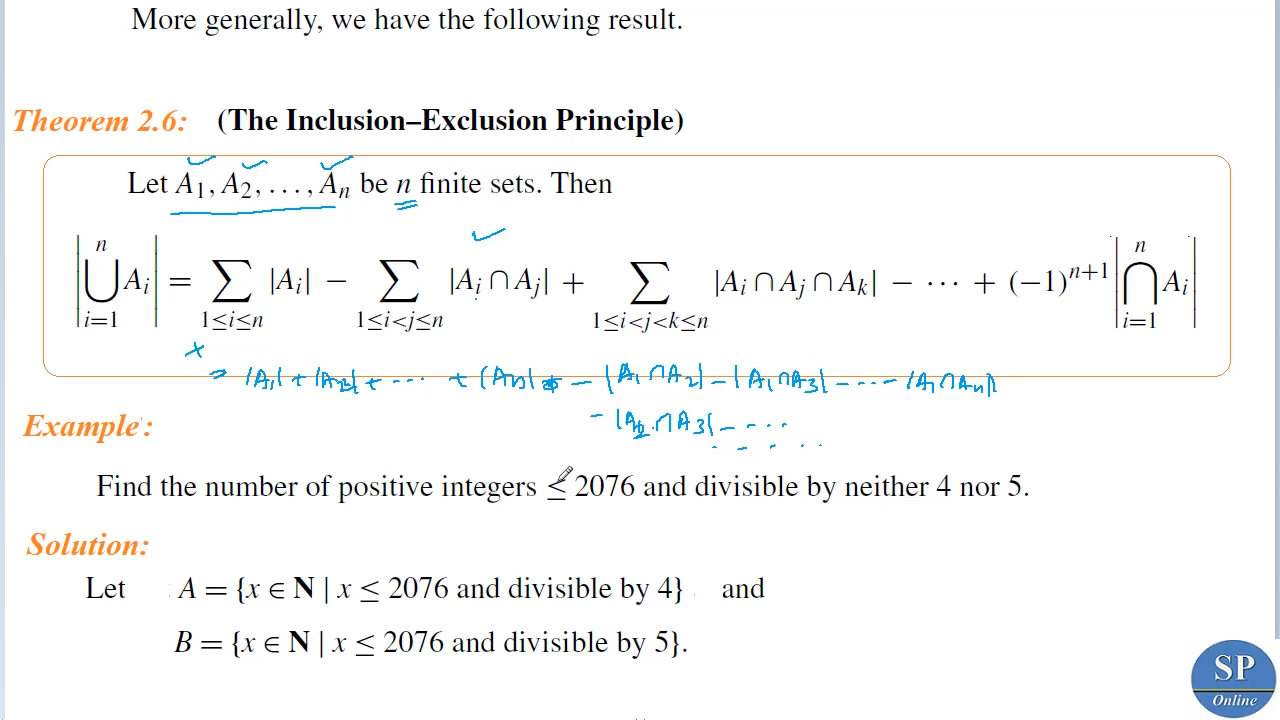 More generally, we have the following result.
Theorem 2.6: (The Inclusion–Exclusion Principle)
Let A₁, A₂, …, Aₙ be n finite sets. Then
|⋃ⁿᵢ₌₁ Aᵢ| = ∑_{1≤i≤n} |Aᵢ| − ∑_{1≤i<j≤n} |Aᵢ ∩ Aⱼ| + ∑_{1≤i<j<k≤n} |Aᵢ ∩ Aⱼ ∩ Aₖ| − ⋯ + (−1)ⁿ⁺¹ |⋂ⁿᵢ₌₁ Aᵢ|
⇒ |A₁| + |A₂| + ⋯ + |Aₙ| − |A₁ ∩ A₂| − |A₁ ∩ A₃| − ⋯ − |A₁ ∩ Aₙ|
− |A₂ ∩ A₃| − ⋯
Example:
Find the number of positive integers ≤ 2076 and divisible by neither 4 nor 5.
Solution:
Let A = {x ∈ N | x ≤ 2076 and divisible by 4} and
B = {x ∈ N | x ≤ 2076 and divisible by 5}.
SP
Online